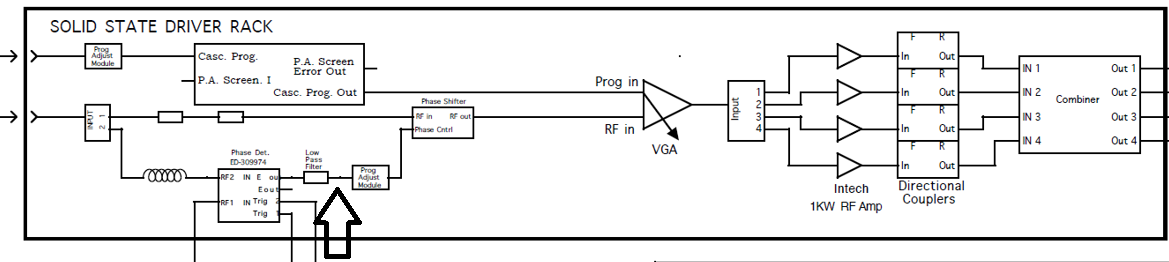 SOLID STATE DRIVER RACK
Prog
Adjust
Module
Casc. Prog.
P.A. Screen
Error Out
P.A. Screen. I
Casc. Prog. Out
INPUT
1
2
Phase Shifter
RF in
RF out
Phase Cntrl
Phase Det.
ED-309974
RF2
IN
E ou
Eout
RF1
IN
Trig 2
Trig 1
Low
Pass
Filter
Prog
Adjust
Module
Prog in
RF in
VGA
Input
1
2
3
4
Intech
1KW RF Amp
F R
In Out
F R
In Out
F R
In Out
F R
In Out
Directional
Couplers
IN 1
IN 2
IN 3
IN 4
Combiner
Out 1
Out 2
Out 3
Out 4